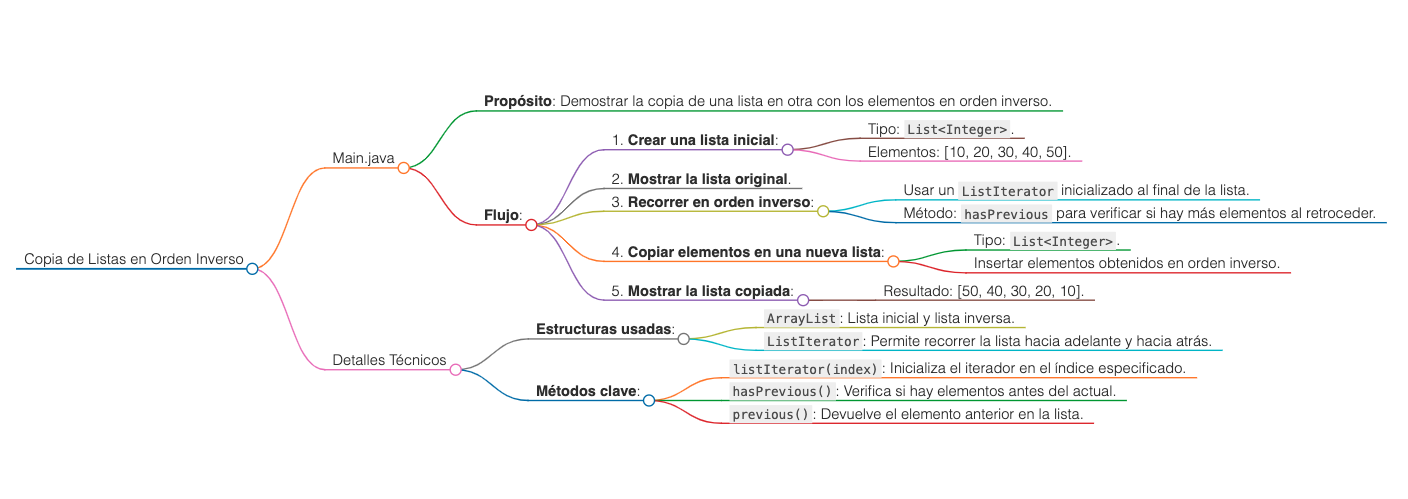 Copia de Listas en Orden Inverso
Main.java
Propósito: Demostrar la copia de una lista en otra con los elementos en orden inverso.
Flujo:
1. Crear una lista inicial:
Tipo: List<Integer>.
Elementos: [10, 20, 30, 40, 50].
2. Mostrar la lista original.
3. Recorrer en orden inverso:
Usar un ListIterator inicializado al final de la lista.
Método: hasPrevious para verificar si hay más elementos al retroceder.
4. Copiar elementos en una nueva lista:
Tipo: List<Integer>.
Insertar elementos obtenidos en orden inverso.
5. Mostrar la lista copiada:
Resultado: [50, 40, 30, 20, 10].
Detalles Técnicos
Estructuras usadas:
ArrayList: Lista inicial y lista inversa.
ListIterator: Permite recorrer la lista hacia adelante y hacia atrás.
Métodos clave:
listIterator(index): Inicializa el iterador en el índice especificado.
hasPrevious(): Verifica si hay elementos antes del actual.
previous(): Devuelve el elemento anterior en la lista.